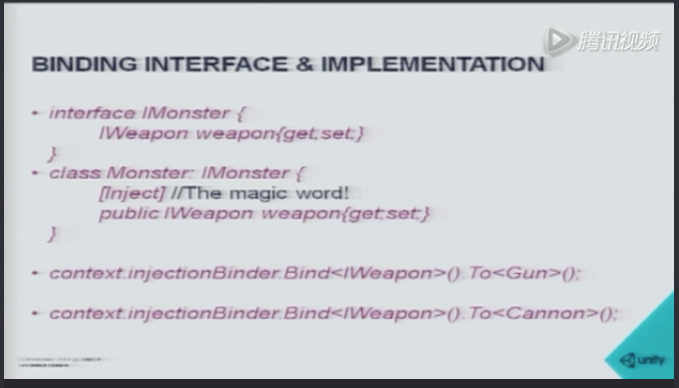 腾讯视频
BINDING INTERFACE & IMPLEMENTATION
• interface IMonster {
IWeapon weapon{get;set;}
}
• class Monster: IMonster {
[Inject] //The magic word!
public IWeapon weapon{get;set;}
}
• context.injectionBinder.Bind<IWeapon>().To<Gun>();
• context.injectionBinder.Bind<IWeapon>().To<Cannon>();
unity